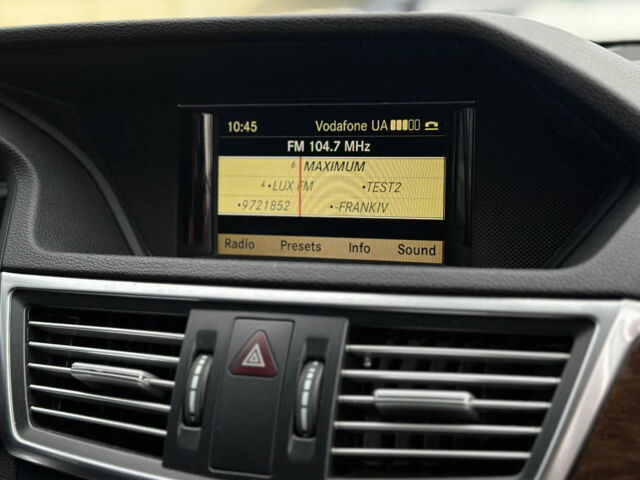 10:45 Vodafone UA
FM 104.7 MHz
6 MAXIMUM
4 •LUX FM •TEST2
•9721852 •-FRANKIV
Radio Presets Info Sound